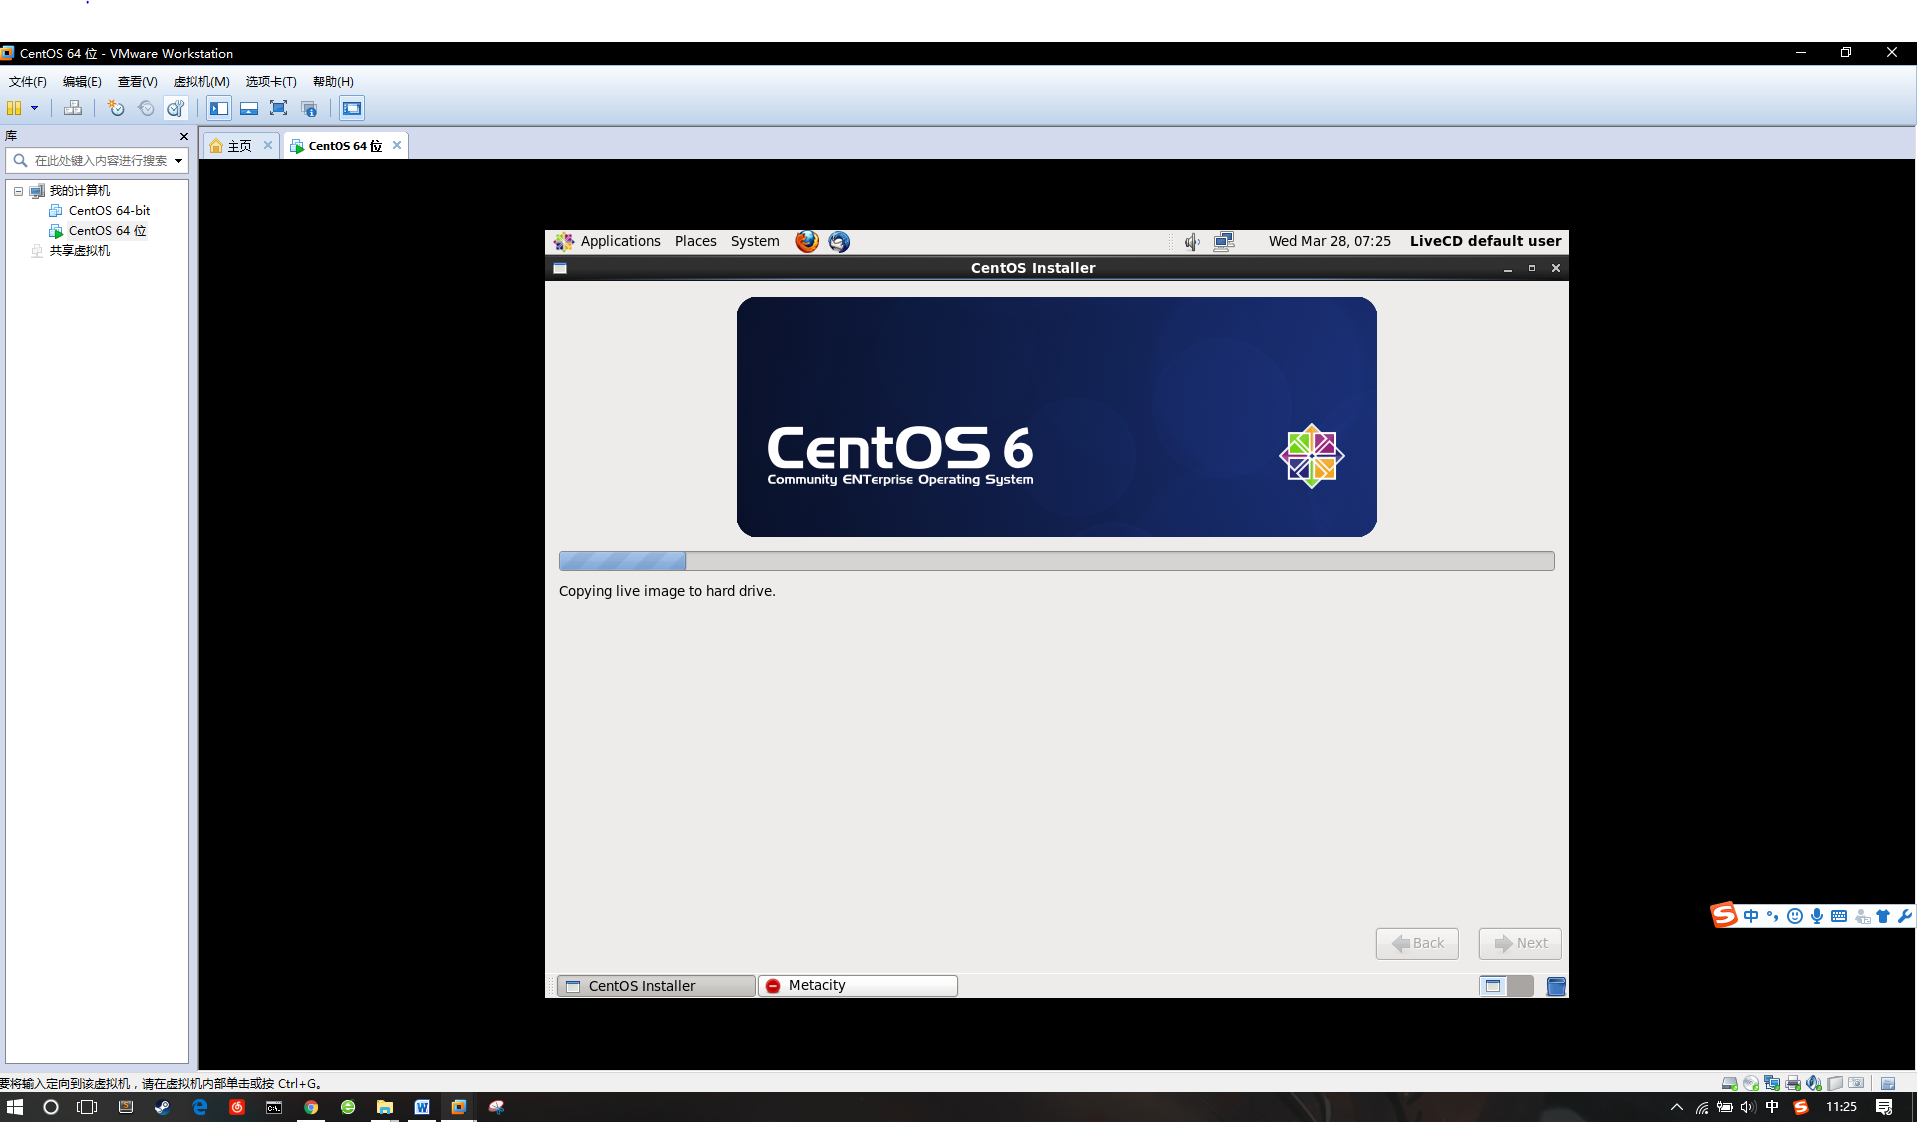 CentOS 64 位 - VMware Workstation
文件(F) 编辑(E) 查看(V) 虚拟机(M) 选项卡(T) 帮助(H)
库
在此处键入内容进行搜索
我的计算机
CentOS 64-bit
CentOS 64 位
共享虚拟机
主页
CentOS 64 位
Applications Places System
Wed Mar 28, 07:25 LiveCD default user
CentOS Installer
CentOS 6
Community ENTerprise Operating System
Copying live image to hard drive.
Back Next
CentOS Installer Metacity
中
要将输入定向到该虚拟机，请在虚拟机内部单击或按 Ctrl+G。
中 11:25